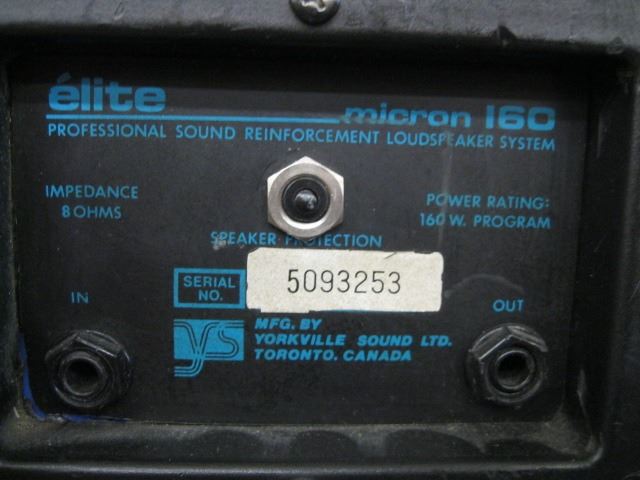 élite
micron 160
PROFESSIONAL SOUND REINFORCEMENT LOUDSPEAKER SYSTEM
IMPEDANCE
8 OHMS
POWER RATING:
160 W. PROGRAM
SPEAKER PROTECTION
SERIAL
NO.
5093253
IN
OUT
YS
MFG. BY
YORKVILLE SOUND LTD.
TORONTO, CANADA